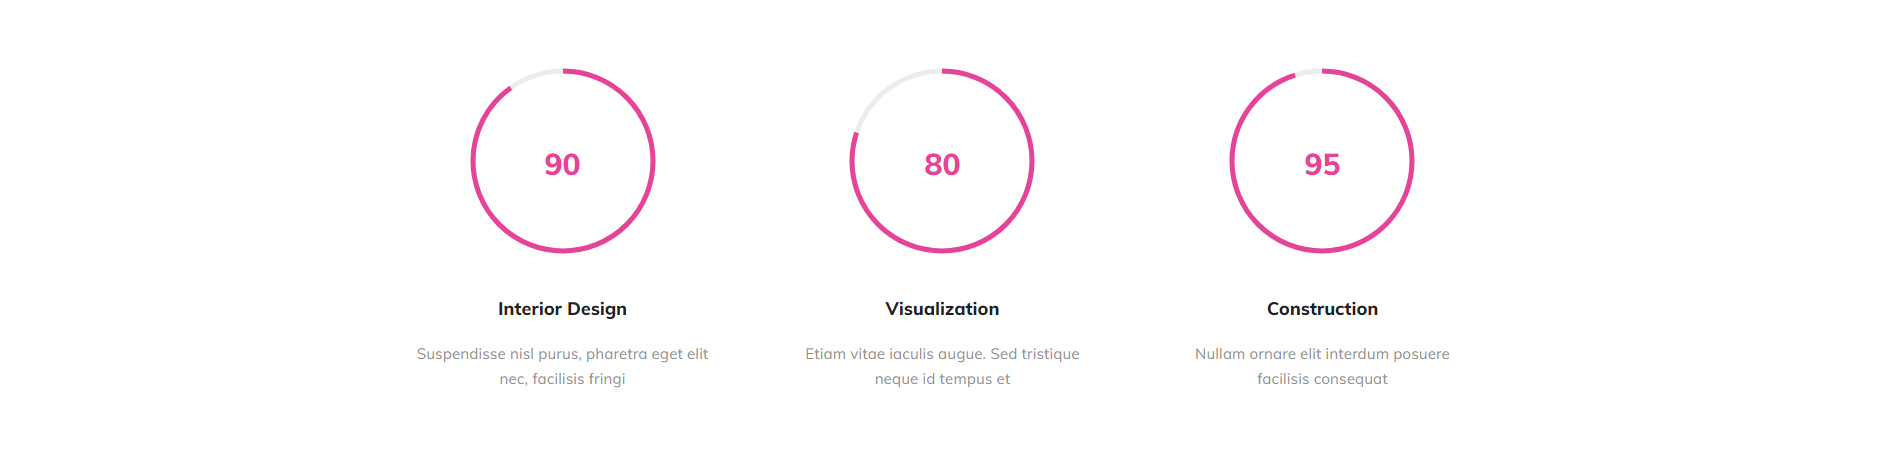 90
80
95
Interior Design
Visualization
Construction
Suspendisse nisl purus, pharetra eget elit
nec, facilisis fringi
Etiam vitae iaculis augue. Sed tristique
neque id tempus et
Nullam ornare elit interdum posuere
facilisis consequat